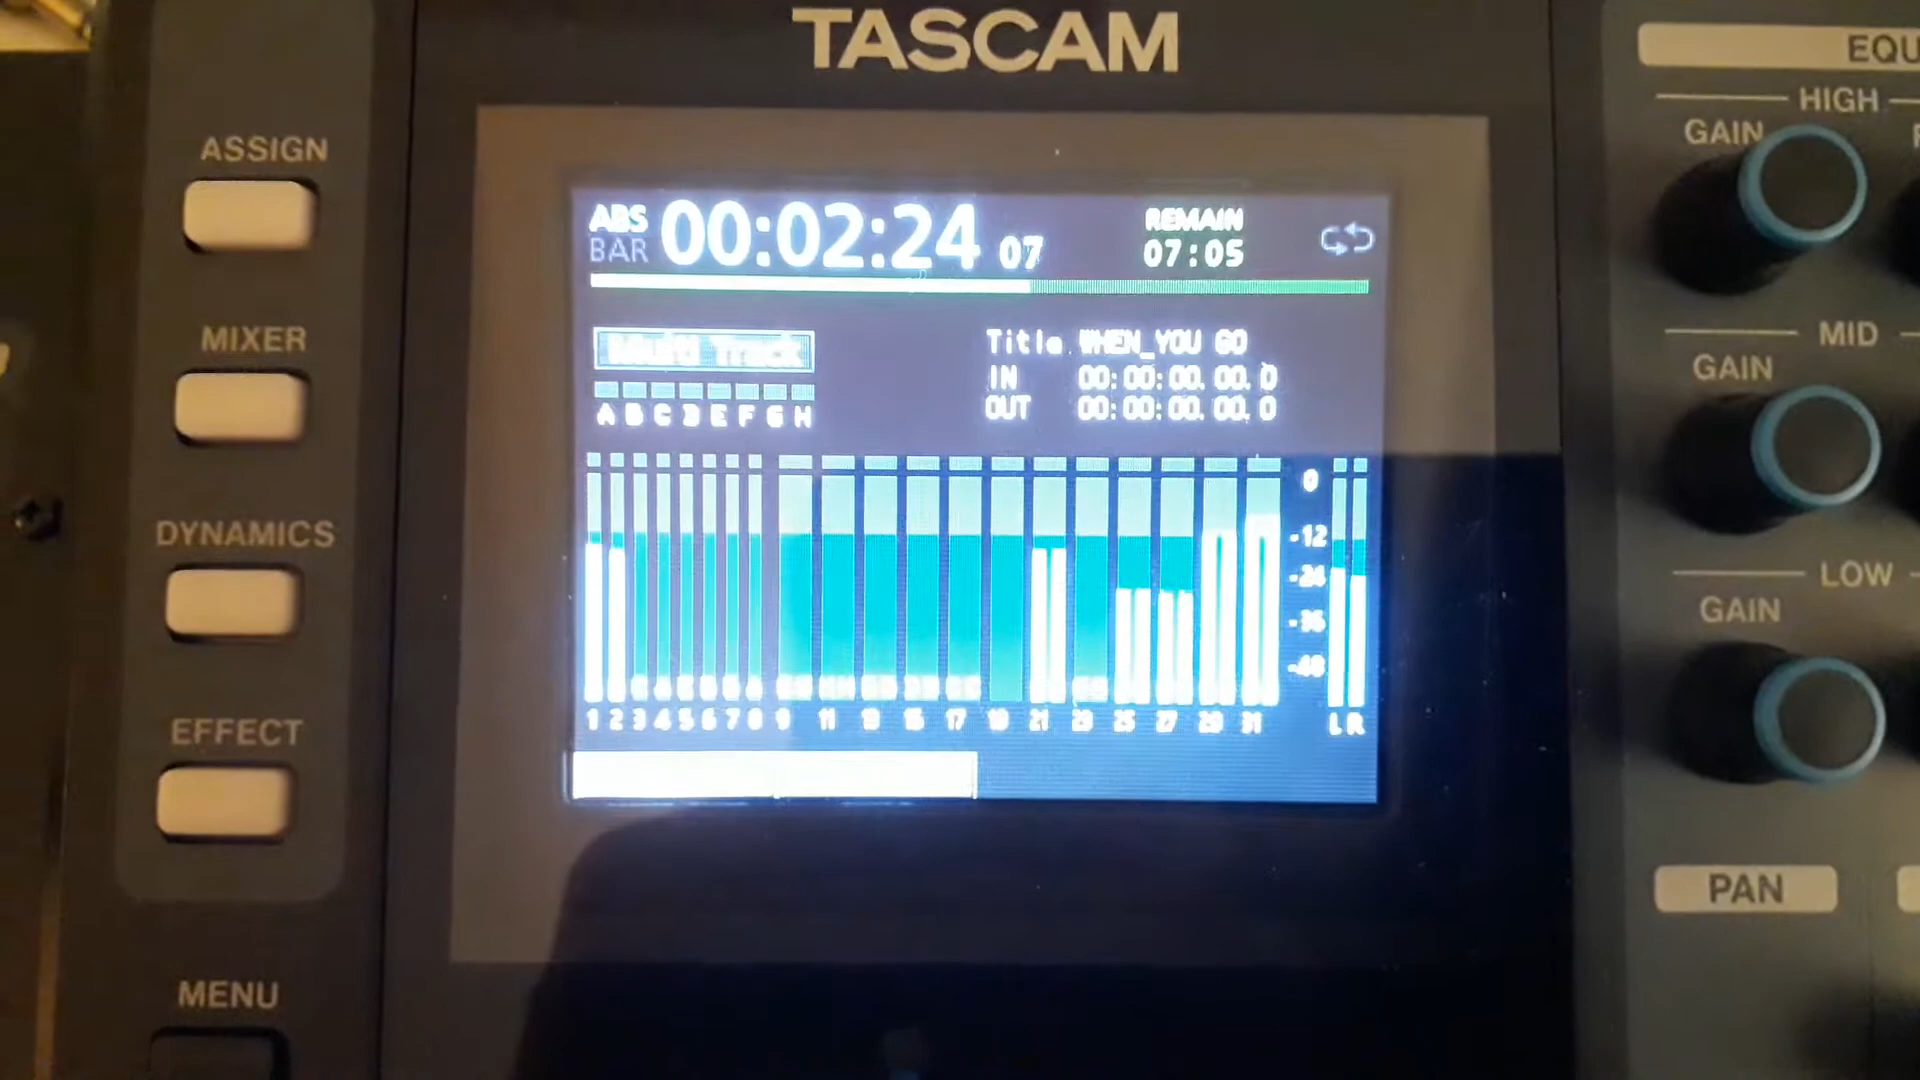 TASCAM
EQU
HIGH
GAIN
ASSIGN
ABS 00:02:24 07
BAR
REMAIN
07:05
MIXER
MID
GAIN
Multi Track
A B C D E F G H
Title WHEN_YOU GO
IN 00:00:00.00.0
OUT 00:00:00.00.0
DYNAMICS
0
-12
-24
-36
-48
LOW
GAIN
1 2 3 4 5 6 7 8 9 11 13 15 17 19 21 23 25 27 29 31 L R
EFFECT
PAN
MENU